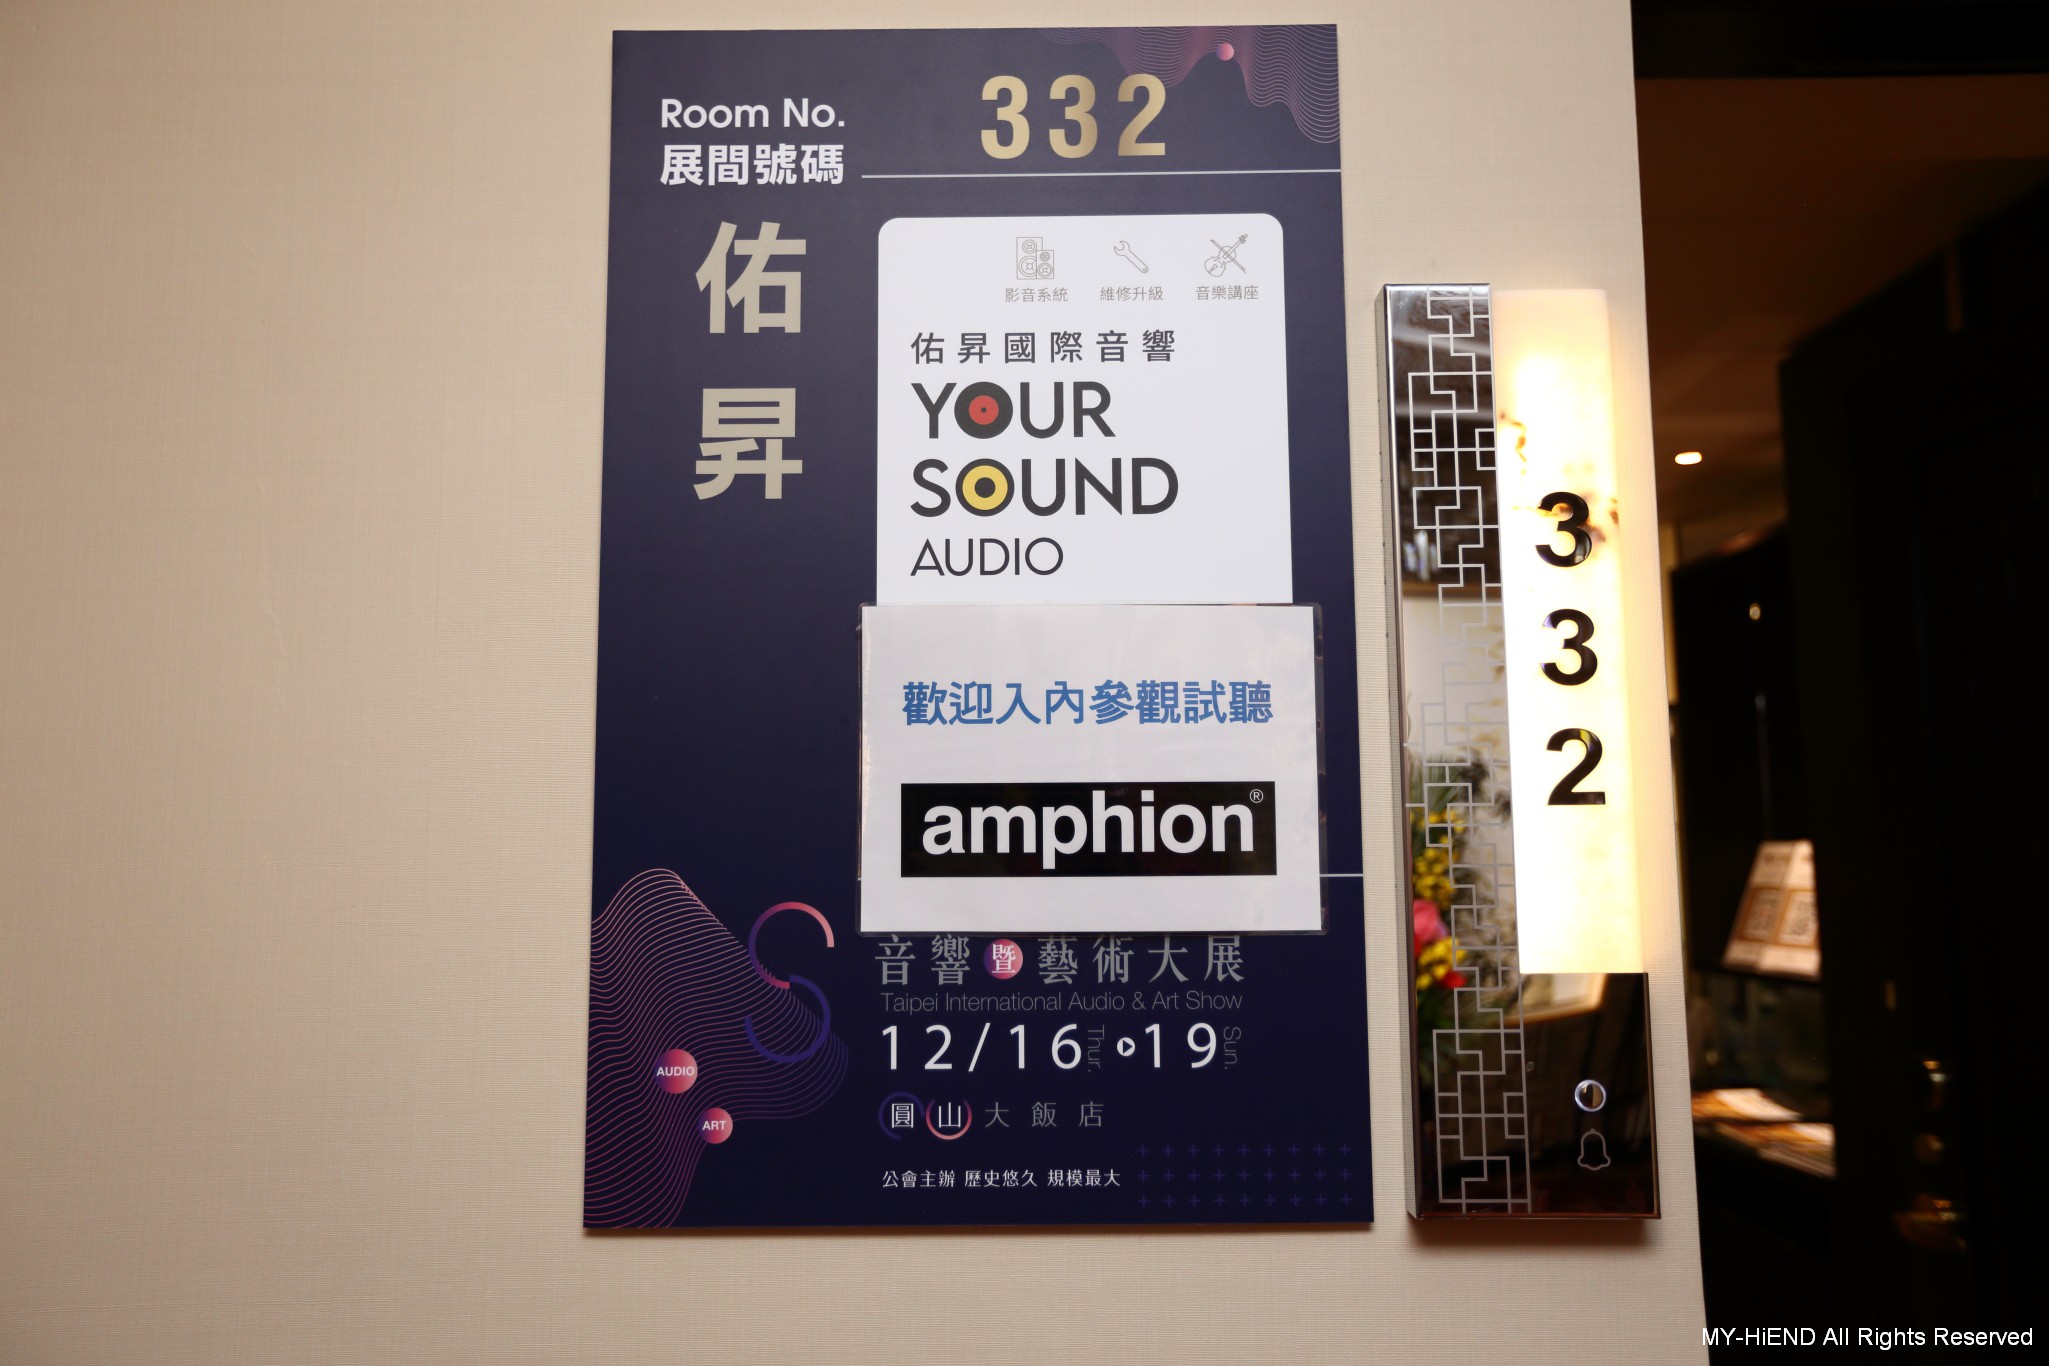 Room No.
展間號碼
332
佑
昇
影音系統 維修升級 音樂講座
佑昇國際音響
YOUR
SOUND
AUDIO
歡迎入內參觀試聽
amphion®
音響暨藝術大展
Taipei International Audio & Art Show
12/16 Thur. 19 Sun.
圓山大飯店
公會主辦 歷史悠久 規模最大
AUDIO
ART
3
3
2
MY-HiEND All Rights Reserved